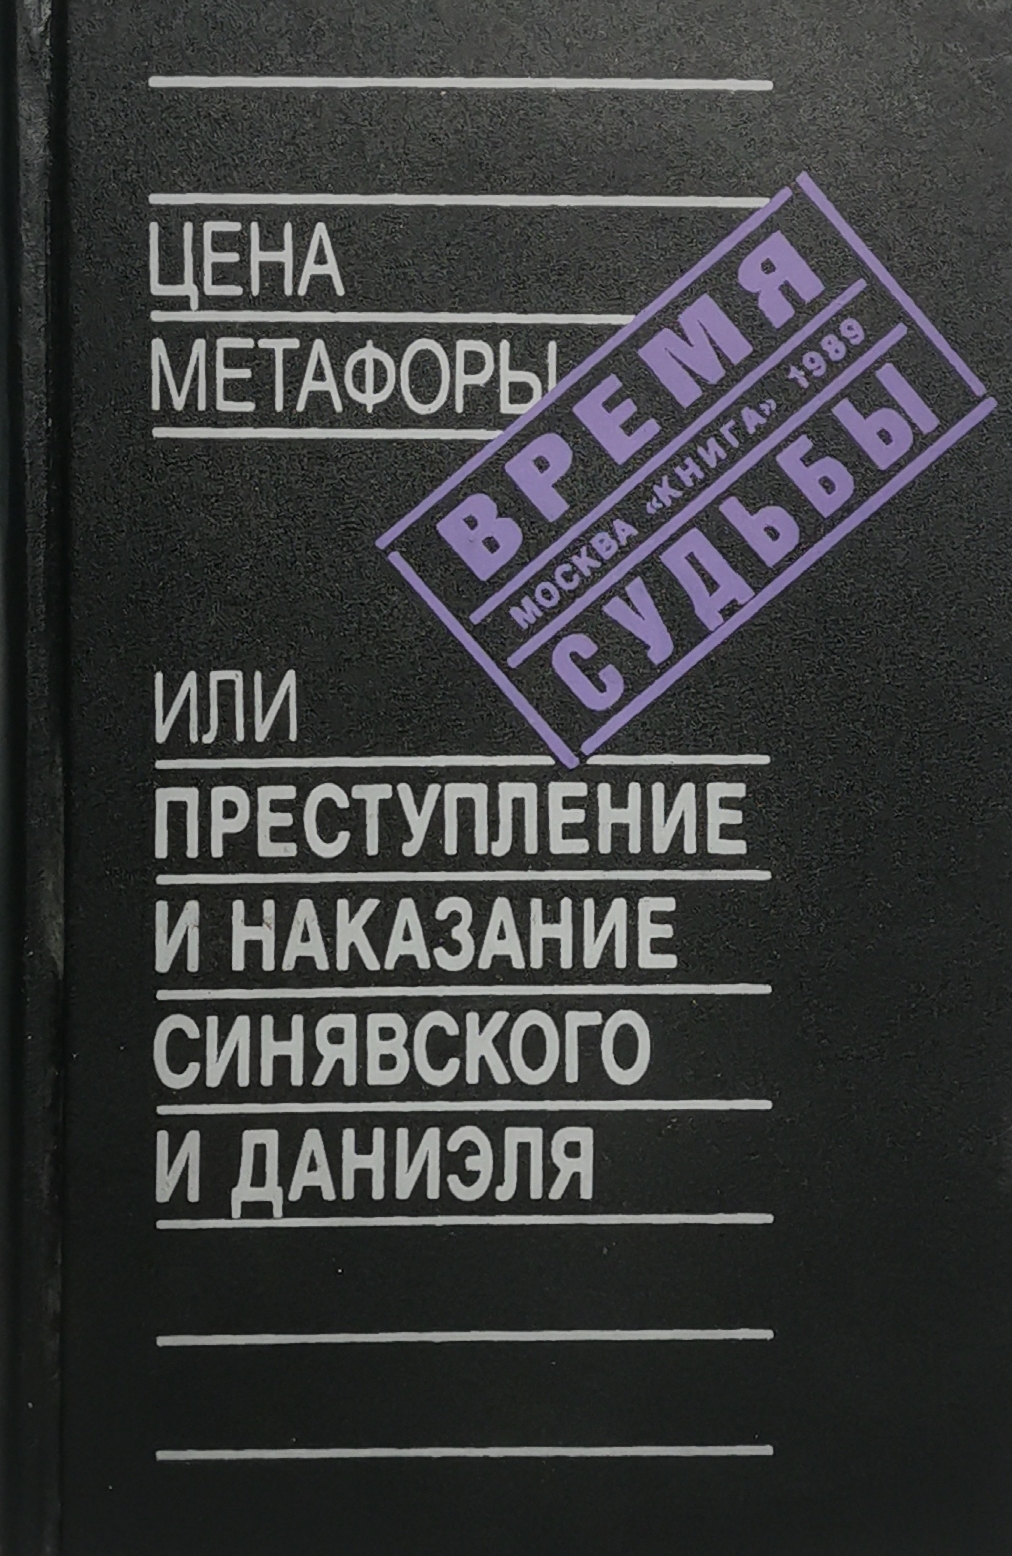 ЦЕНА
МЕТАФОРЫ
ВРЕМЯ
МОСКВА «КНИГА» 1989
СУДЬБЫ
ИЛИ
ПРЕСТУПЛЕНИЕ
И НАКАЗАНИЕ
СИНЯВСКОГО
И ДАНИЭЛЯ